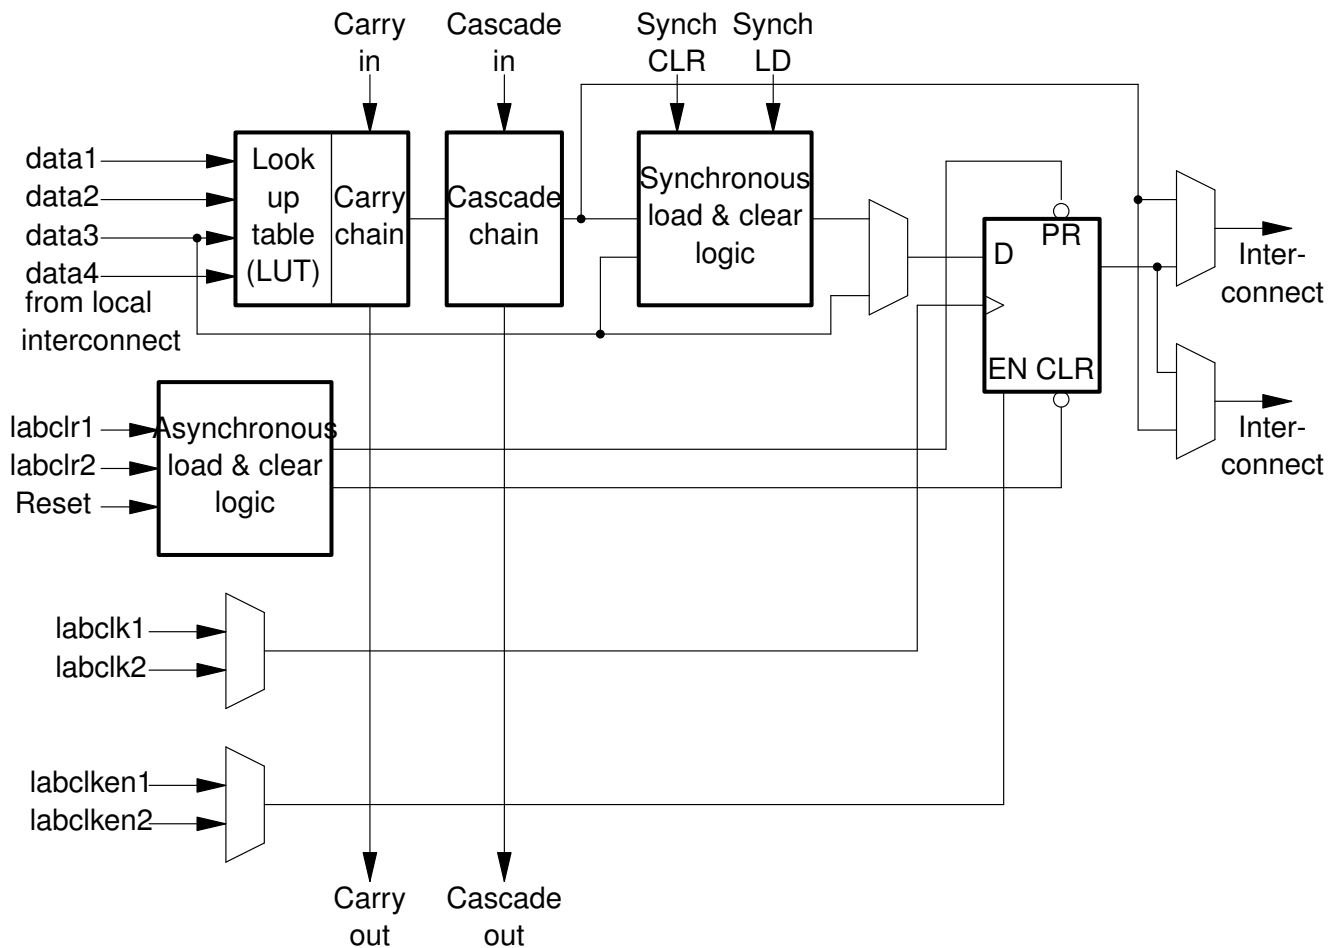 Carry
in
Cascade
in
Synch
CLR
Synch
LD
data1
data2
data3
data4
from local
interconnect
Look
up
table
(LUT)
Carry
chain
Cascade
chain
Synchronous
load & clear
logic
D
PR
EN CLR
Inter-
connect
Inter-
connect
labclr1
labclr2
Reset
Asynchronous
load & clear
logic
labclk1
labclk2
labclken1
labclken2
Carry
out
Cascade
out